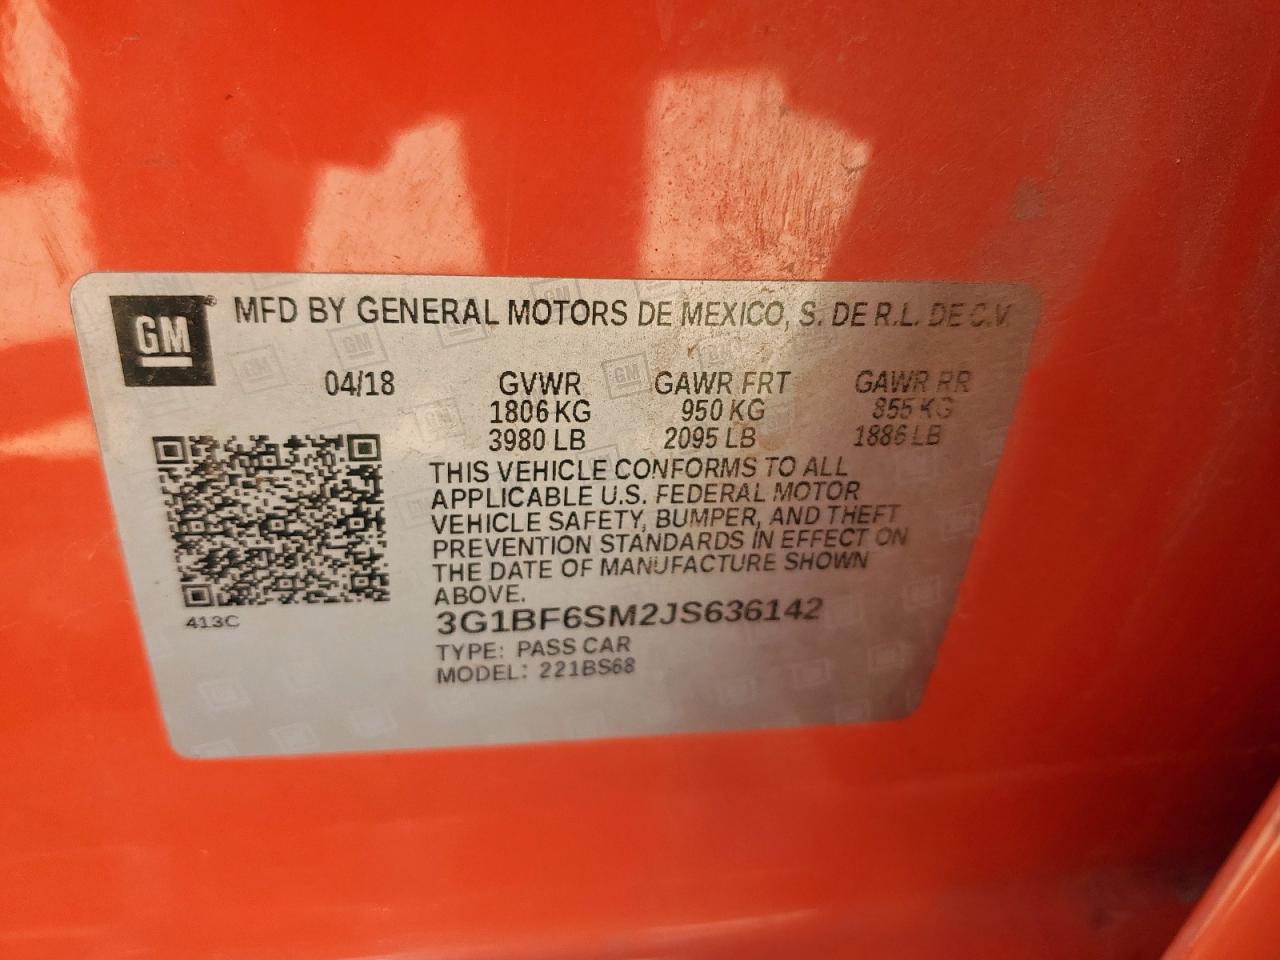 GM
MFD BY GENERAL MOTORS DE MEXICO, S. DE R.L. DE C.V.
04/18 GVWR GAWR FRT GAWR RR
1806 KG 950 KG 855 KG
3980 LB 2095 LB 1886 LB
THIS VEHICLE CONFORMS TO ALL
APPLICABLE U.S. FEDERAL MOTOR
VEHICLE SAFETY, BUMPER, AND THEFT
PREVENTION STANDARDS IN EFFECT ON
THE DATE OF MANUFACTURE SHOWN
ABOVE.
413C
3G1BF6SM2JS636142
TYPE: PASS CAR
MODEL: 221BS68